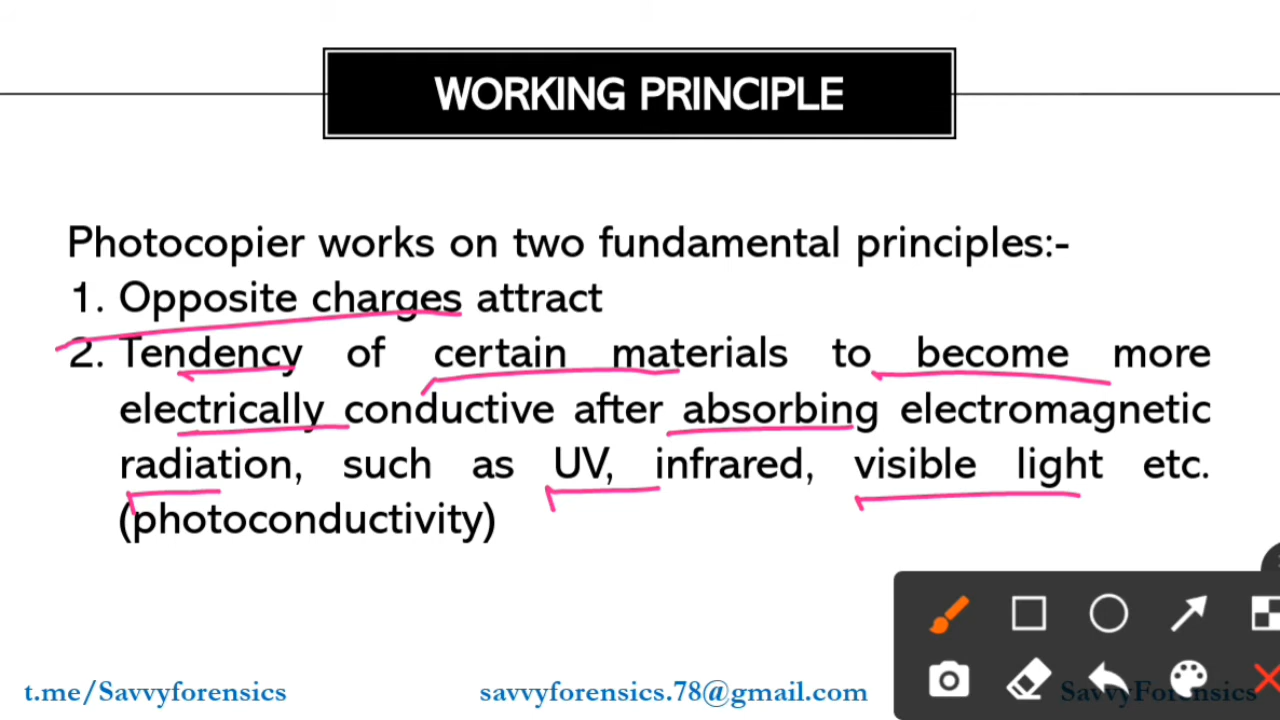 WORKING PRINCIPLE
Photocopier works on two fundamental principles:-
1. Opposite charges attract
2. Tendency of certain materials to become more
electrically conductive after absorbing electromagnetic
radiation, such as UV, infrared, visible light etc.
(photoconductivity)
t.me/Savvyforensics savvyforensics.78@gmail.com SavvyForensics